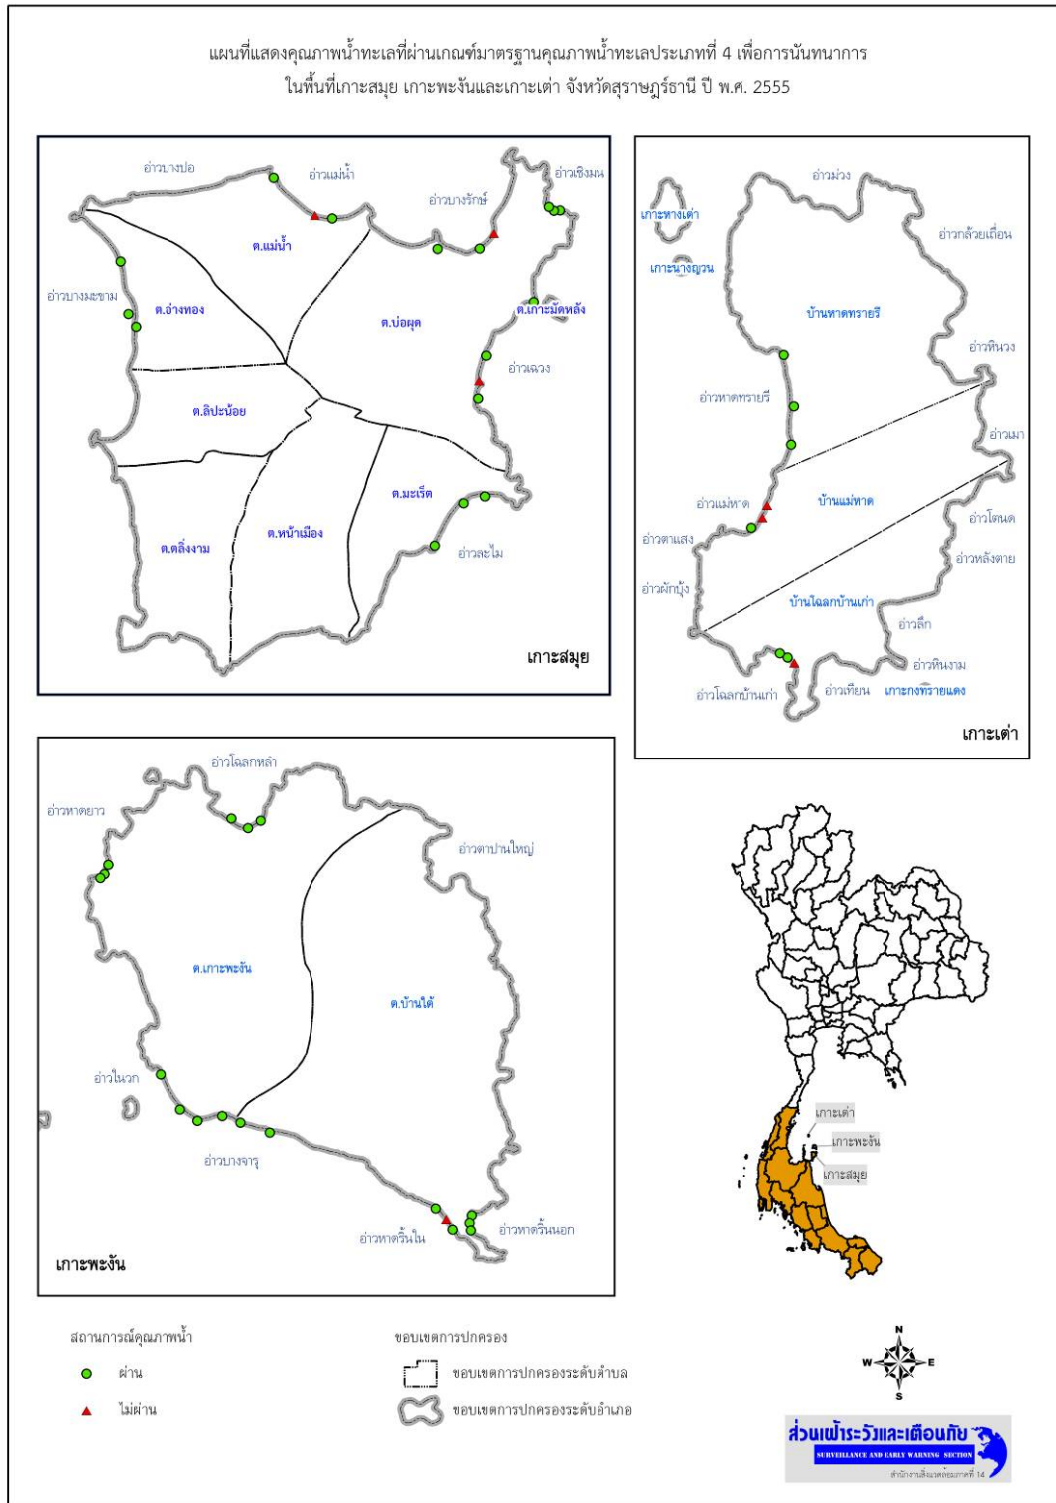 แผนที่แสดงคุณภาพน้ำทะเลที่ผ่านเกณฑ์มาตรฐานคุณภาพน้ำทะเลประเภทที่ 4 เพื่อการนันทนาการ
ในพื้นที่เกาะสมุย เกาะพะงันและเกาะเต่า จังหวัดสุราษฎร์ธานี ปี พ.ศ. 2555
อ่าวบางปอ
อ่าวแม่น้ำ
อ่าวบางรักษ์
อ่าวเชิงมน
ต.แม่น้ำ
อ่าวบางมะขาม
ต.อ่างทอง
ต.บ่อผุด
ต.เกาะมัดหลัง
อ่าวเฉวง
ต.ลิปะน้อย
ต.มะเร็ต
ต.หน้าเมือง
ต.ตลิ่งงาม
อ่าวละไม
เกาะสมุย
อ่าวม่วง
เกาะหางเต่า
อ่าวกล้วยเถื่อน
เกาะนางญวน
บ้านหาดทรายรี
อ่าวหินวง
อ่าวหาดทรายรี
อ่าวเมา
บ้านแม่หาด
อ่าวแม่หาด
อ่าวโตนด
อ่าวตาแสง
อ่าวหลังตาย
อ่าวผักบุ้ง
บ้านโฉลกบ้านเก่า
อ่าวลึก
อ่าวหินงาม
อ่าวโฉลกบ้านเก่า
อ่าวเทียน
เกาะกงทรายแดง
เกาะเต่า
อ่าวโฉลกหลำ
อ่าวหาดยาว
อ่าวตาปานใหญ่
ต.เกาะพะงัน
ต.บ้านใต้
อ่าวในวก
อ่าวบางจารุ
อ่าวหาดริ้นใน
อ่าวหาดริ้นนอก
เกาะพะงัน
เกาะเต่า
เกาะพะงัน
เกาะสมุย
สถานการณ์คุณภาพน้ำ
ผ่าน
ไม่ผ่าน
ขอบเขตการปกครอง
ขอบเขตการปกครองระดับตำบล
ขอบเขตการปกครองระดับอำเภอ
N
W
E
S
ส่วนเฝ้าระวังและเตือนภัย
SURVEILLANCE AND EARLY WARNING SECTION
สำนักงานสิ่งแวดล้อมภาคที่ 14